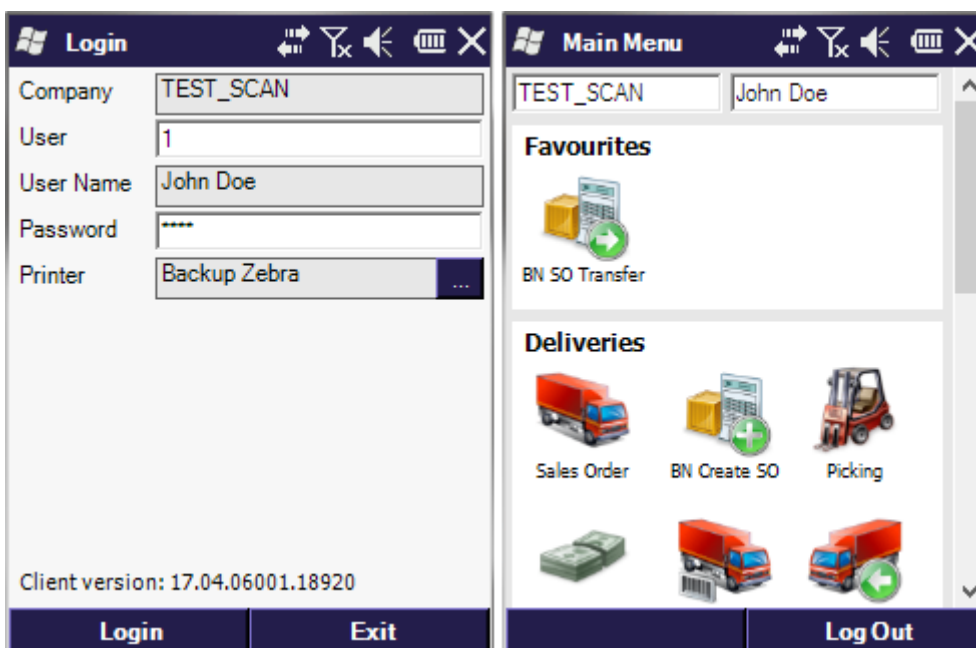 Login
Company TEST_SCAN
User 1
User Name John Doe
Password ****
Printer Backup Zebra ...
Client version: 17.04.06001.18920
Login Exit
Main Menu
TEST_SCAN John Doe
Favourites
BN SO Transfer
Deliveries
Sales Order BN Create SO Picking
Log Out